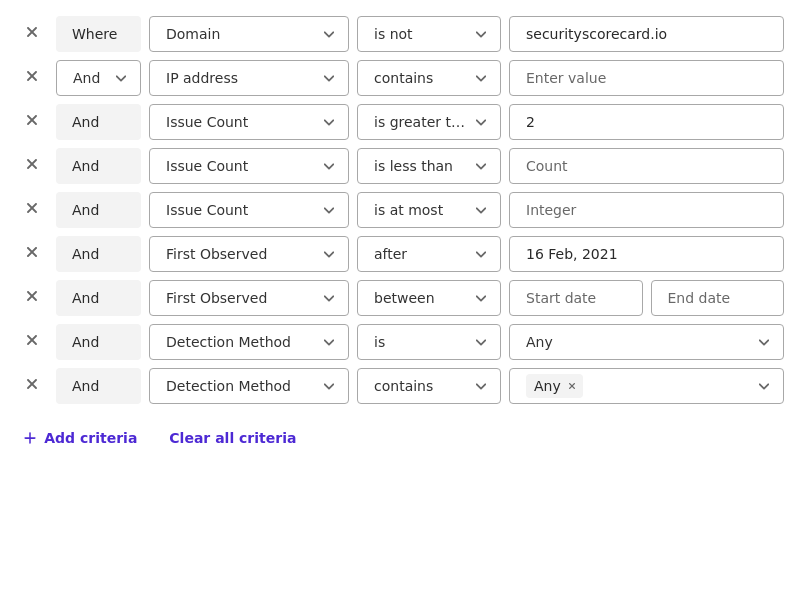 Where Domain is not securityscorecard.io
And IP address contains Enter value
And Issue Count is greater t... 2
And Issue Count is less than Count
And Issue Count is at most Integer
And First Observed after 16 Feb, 2021
And First Observed between Start date End date
And Detection Method is Any
And Detection Method contains Any ×
+ Add criteria Clear all criteria